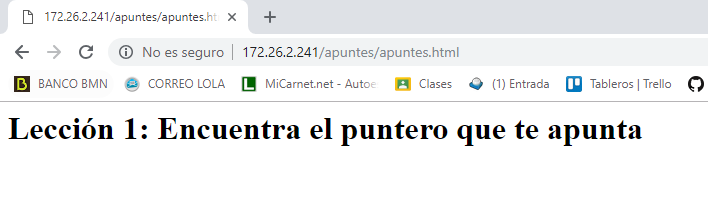 172.26.2.241/apuntes/apuntes.ht
No es seguro 172.26.2.241/apuntes/apuntes.html
BANCO BMN CORREO LOLA MiCarnet.net - Autoe Clases (1) Entrada Tableros | Trello
Lección 1: Encuentra el puntero que te apunta